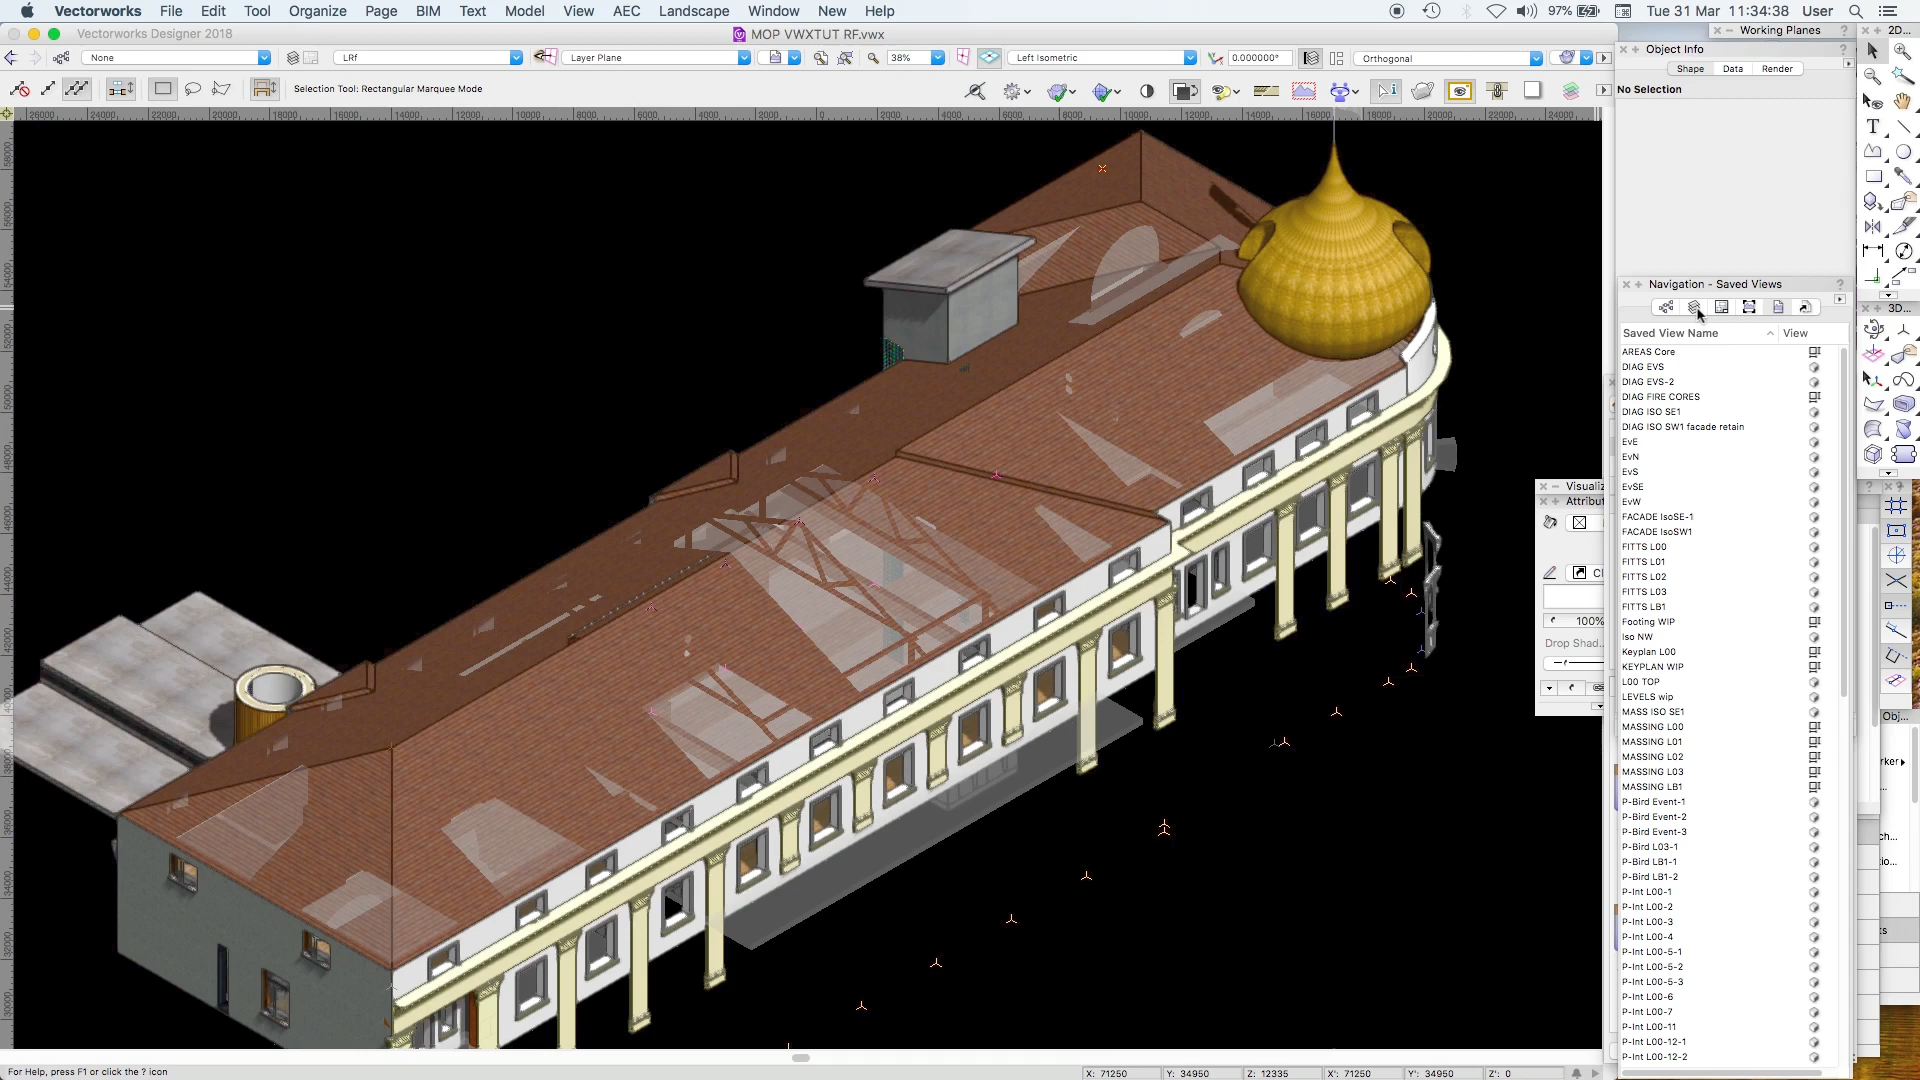 Vectorworks File Edit Tool Organize Page BIM Text Model View AEC Landscape Window New Help 97% Tue 31 Mar 11:34:38 User
Vectorworks Designer 2018
MOP VWXTUT RF.vwx
None LRf Layer Plane 38% Left Isometric 0.000000° Orthogonal
Selection Tool: Rectangular Marquee Mode
Working Planes
Object Info
Shape Data Render
No Selection
2D...
3D...
Navigation - Saved Views
Saved View Name View
AREAS Core
DIAG EVS
DIAG EVS-2
DIAG FIRE CORES
DIAG ISO SE1
DIAG ISO SW1 facade retain
EvE
EvN
EvS
EvSE
EvW
FACADE IsoSE-1
FACADE IsoSW1
FITTS L00
FITTS L01
FITTS L02
FITTS L03
FITTS LB1
Footing WIP
Iso NW
Keyplan L00
KEYPLAN WIP
L00 TOP
LEVELS wip
MASS ISO SE1
MASSING L00
MASSING L01
MASSING L02
MASSING L03
MASSING LB1
P-Bird Event-1
P-Bird Event-2
P-Bird Event-3
P-Bird L03-1
P-Bird LB1-1
P-Bird LB1-2
P-Int L00-1
P-Int L00-2
P-Int L00-3
P-Int L00-4
P-Int L00-5-1
P-Int L00-5-2
P-Int L00-5-3
P-Int L00-6
P-Int L00-7
P-Int L00-11
P-Int L00-12-1
P-Int L00-12-2
Visualiz
Attribut
100%
Drop Shad...
Obj...
For Help, press F1 or click the ? icon
X: 71250 Y: 34950 Z: 12335 X': 71250 Y': 34950 Z': 0